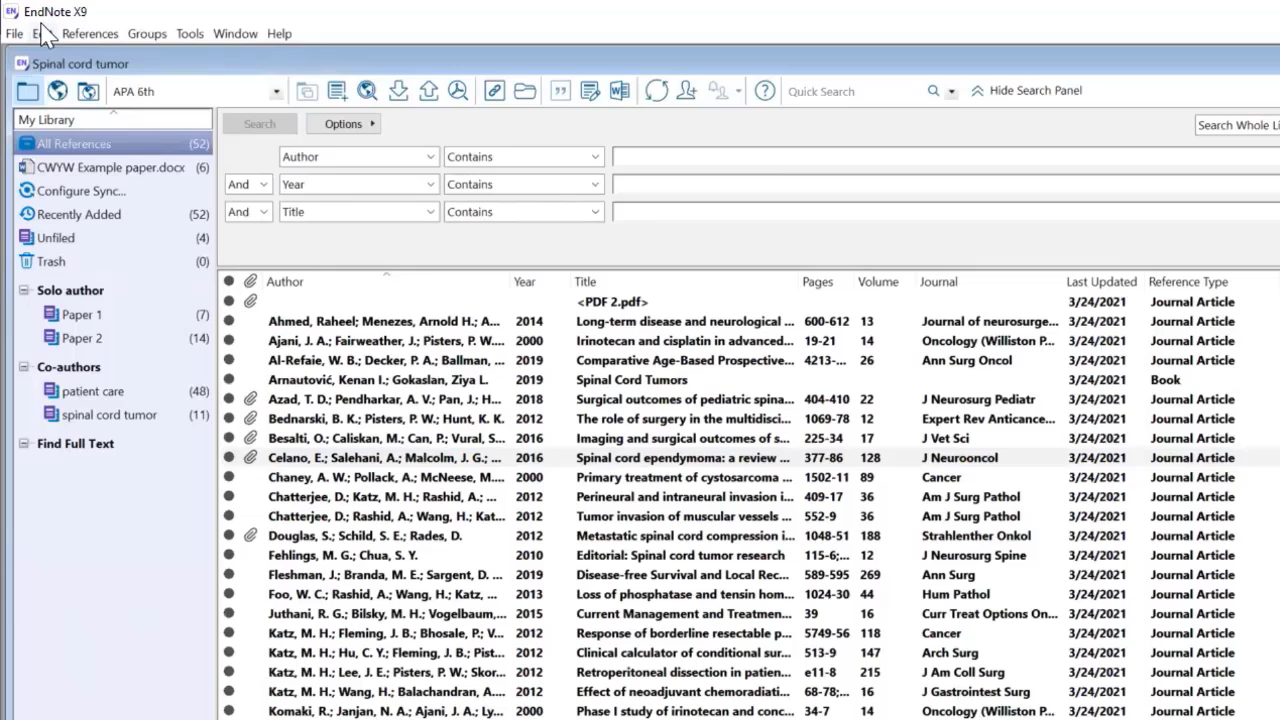 EndNote X9
File References Groups Tools Window Help
Spinal cord tumor
APA 6th Quick Search Hide Search Panel
My Library
All References (52)
CWYW Example paper.docx (6)
Configure Sync...
Recently Added (52)
Unfiled (4)
Trash (0)
Solo author
Paper 1 (7)
Paper 2 (14)
Co-authors
patient care (48)
spinal cord tumor (11)
Find Full Text
Search Options Search Whole Li
Author Contains
And Year Contains
And Title Contains
Author Year Title Pages Volume Journal Last Updated Reference Type
<PDF 2.pdf> 3/24/2021 Journal Article
Ahmed, Raheel; Menezes, Arnold H.; A... 2014 Long-term disease and neurological ... 600-612 13 Journal of neurosurge... 3/24/2021 Journal Article
Ajani, J. A.; Fairweather, J.; Pisters, P. W.... 2000 Irinotecan and cisplatin in advanced... 19-21 14 Oncology (Williston P... 3/24/2021 Journal Article
Al-Refaie, W. B.; Decker, P. A.; Ballman, ... 2019 Comparative Age-Based Prospective... 4213-... 26 Ann Surg Oncol 3/24/2021 Journal Article
Arnautović, Kenan I.; Gokaslan, Ziya L. 2019 Spinal Cord Tumors 3/24/2021 Book
Azad, T. D.; Pendharkar, A. V.; Pan, J.; H... 2018 Surgical outcomes of pediatric spina... 404-410 22 J Neurosurg Pediatr 3/24/2021 Journal Article
Bednarski, B. K.; Pisters, P. W.; Hunt, K. K. 2012 The role of surgery in the multidisci... 1069-78 12 Expert Rev Anticance... 3/24/2021 Journal Article
Besalti, O.; Caliskan, M.; Can, P.; Vural, S... 2016 Imaging and surgical outcomes of s... 225-34 17 J Vet Sci 3/24/2021 Journal Article
Celano, E.; Salehani, A.; Malcolm, J. G.; ... 2016 Spinal cord ependymoma: a review ... 377-86 128 J Neurooncol 3/24/2021 Journal Article
Chaney, A. W.; Pollack, A.; McNeese, M.... 2000 Primary treatment of cystosarcoma ... 1502-11 89 Cancer 3/24/2021 Journal Article
Chatterjee, D.; Katz, M. H.; Rashid, A.; ... 2012 Perineural and intraneural invasion i... 409-17 36 Am J Surg Pathol 3/24/2021 Journal Article
Chatterjee, D.; Rashid, A.; Wang, H.; Kat... 2012 Tumor invasion of muscular vessels ... 552-9 36 Am J Surg Pathol 3/24/2021 Journal Article
Douglas, S.; Schild, S. E.; Rades, D. 2012 Metastatic spinal cord compression i... 1048-51 188 Strahlenther Onkol 3/24/2021 Journal Article
Fehlings, M. G.; Chua, S. Y. 2010 Editorial: Spinal cord tumor research 115-6;... 12 J Neurosurg Spine 3/24/2021 Journal Article
Fleshman, J.; Branda, M. E.; Sargent, D. ... 2019 Disease-free Survival and Local Rec... 589-595 269 Ann Surg 3/24/2021 Journal Article
Foo, W. C.; Rashid, A.; Wang, H.; Katz, ... 2013 Loss of phosphatase and tensin hom... 1024-30 44 Hum Pathol 3/24/2021 Journal Article
Juthani, R. G.; Bilsky, M. H.; Vogelbaum,... 2015 Current Management and Treatmen... 39 16 Curr Treat Options On... 3/24/2021 Journal Article
Katz, M. H.; Fleming, J. B.; Bhosale, P.; V... 2012 Response of borderline resectable p... 5749-56 118 Cancer 3/24/2021 Journal Article
Katz, M. H.; Hu, C. Y.; Fleming, J. B.; Pist... 2012 Clinical calculator of conditional sur... 513-9 147 Arch Surg 3/24/2021 Journal Article
Katz, M. H.; Lee, J. E.; Pisters, P. W.; Skor... 2012 Retroperitoneal dissection in patien... e11-8 215 J Am Coll Surg 3/24/2021 Journal Article
Katz, M. H.; Wang, H.; Balachandran, A.... 2012 Effect of neoadjuvant chemoradiati... 68-78;... 16 J Gastrointest Surg 3/24/2021 Journal Article
Komaki, R.; Janjan, N. A.; Ajani, J. A.; Ly... 2000 Phase I study of irinotecan and conc... 34-7 14 Oncology (Williston P... 3/24/2021 Journal Article